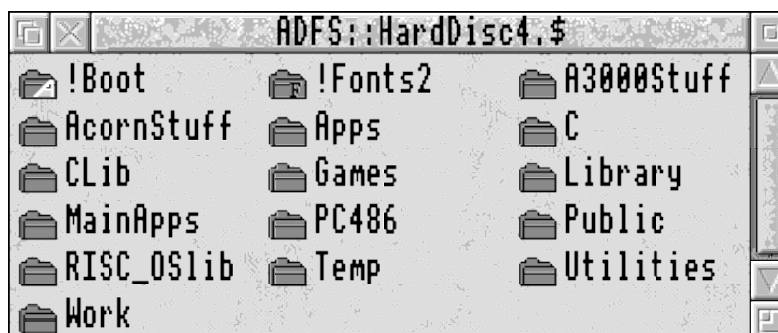 ADFS::HardDisc4.$
!Boot !Fonts2 A3000Stuff
AcornStuff Apps C
CLib Games Library
MainApps PC486 Public
RISC_OSlib Temp Utilities
Work